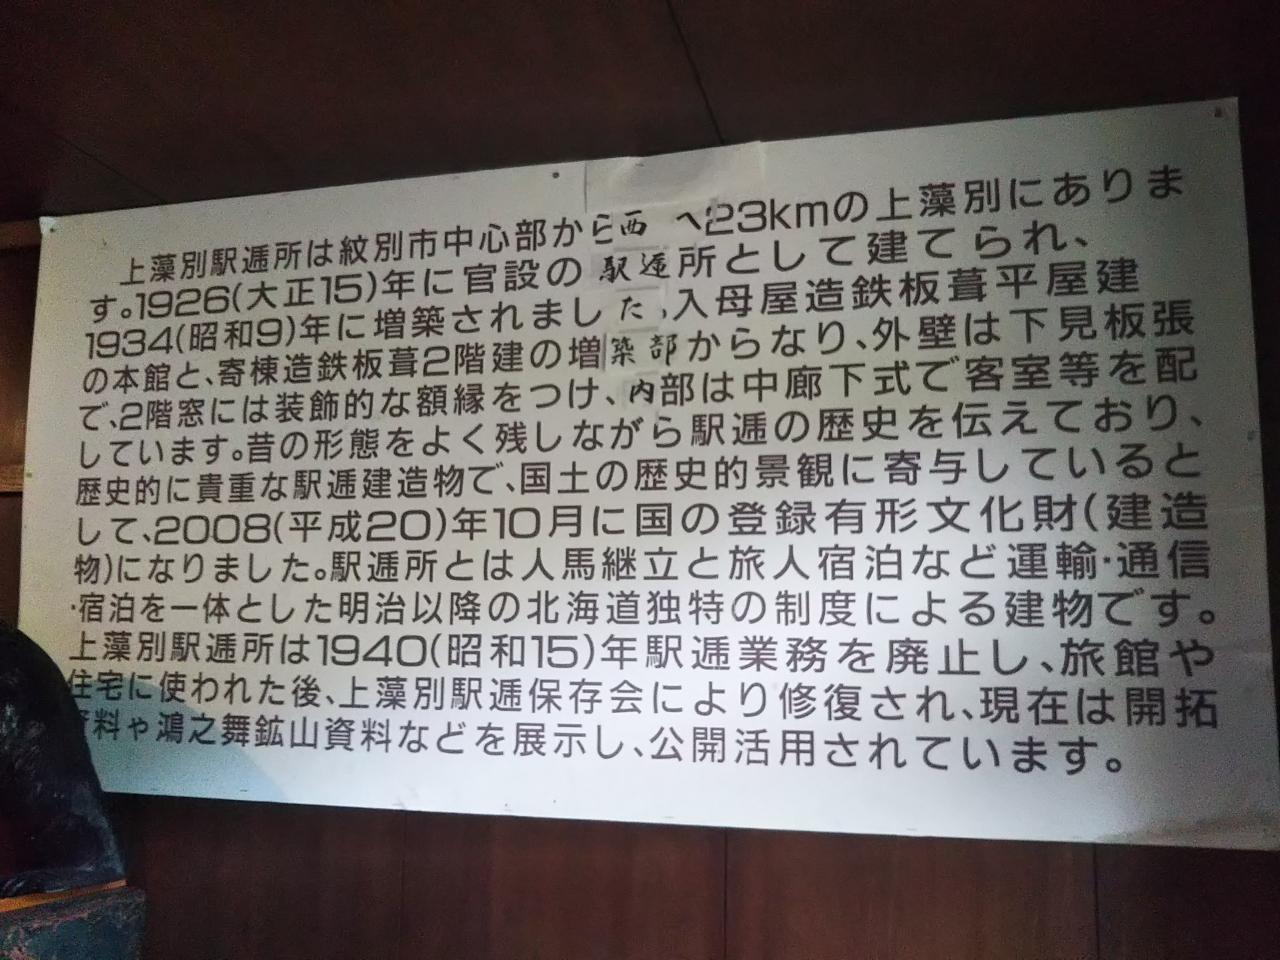 上藻別駅逓所は紋別市中心部から西へ23kmの上藻別にありま
す。1926(大正15)年に官設の駅逓所として建てられ、
1934(昭和9)年に増築されました。入母屋造鉄板葺平屋建
の本館と、寄棟造鉄板葺2階建の増築部からなり、外壁は下見板張
で、2階窓には装飾的な額縁をつけ、内部は中廊下式で客室等を配
しています。昔の形態をよく残しながら駅逓の歴史を伝えており、
歴史的に貴重な駅逓建造物で、国土の歴史的景観に寄与していると
して、2008(平成20)年10月に国の登録有形文化財(建造
物)になりました。駅逓所とは人馬継立と旅人宿泊など運輸・通信
・宿泊を一体とした明治以降の北海道独特の制度による建物です。
上藻別駅逓所は1940(昭和15)年駅逓業務を廃止し、旅館や
住宅に使われた後、上藻別駅逓保存会により修復され、現在は開拓
資料や鴻之舞鉱山資料などを展示し、公開活用されています。